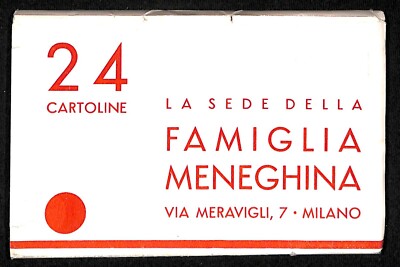 24
CARTOLINE
LA SEDE DELLA
FAMIGLIA
MENEGHINA
VIA MERAVIGLI, 7 · MILANO